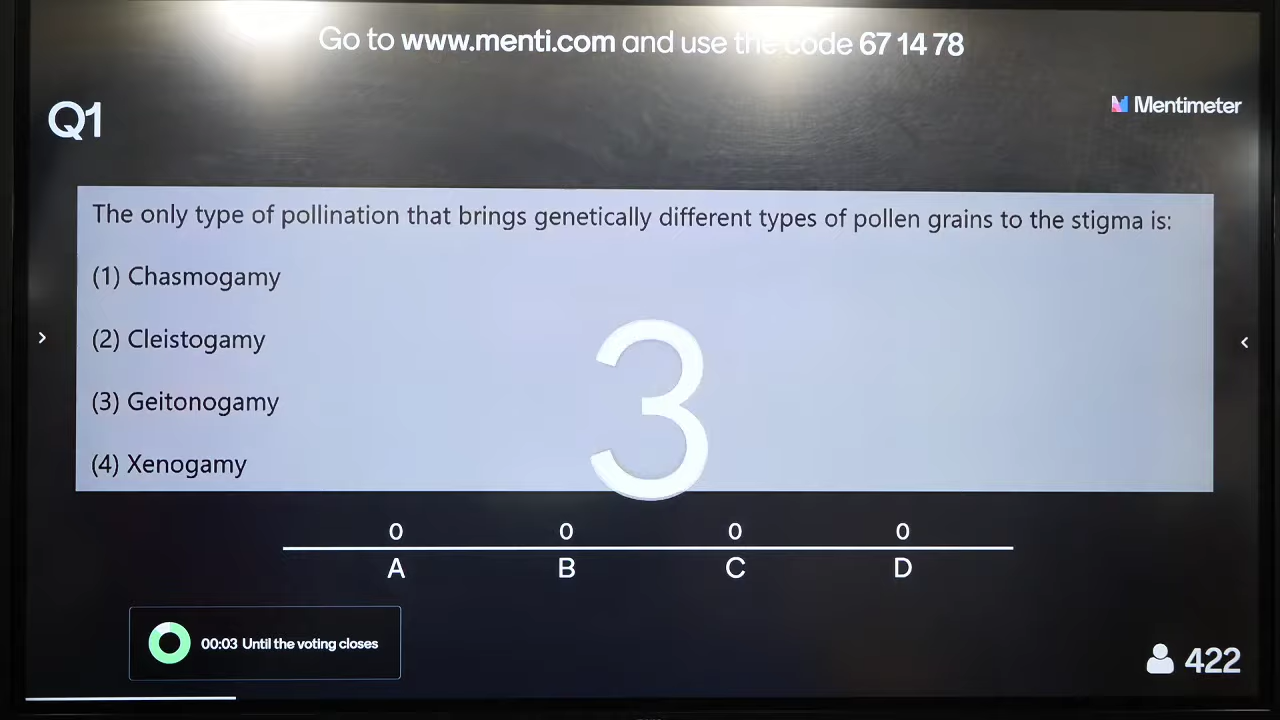 Go to www.menti.com and use the code 67 14 78
Q1
Mentimeter
The only type of pollination that brings genetically different types of pollen grains to the stigma is:
(1) Chasmogamy
(2) Cleistogamy
(3) Geitonogamy
(4) Xenogamy
3
0 0 0 0
A B C D
00:03 Until the voting closes
422